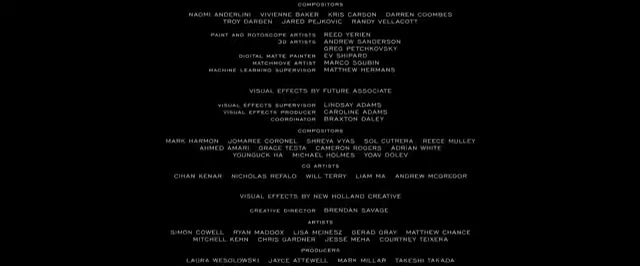 COMPOSITORS
NAOMI ANDERLINI VIVIENNE BAKER KRIS CARSON DARREN COOMBES
TROY DARBEN JARED PEJKOVIC RANDY VELLACOTT
PAINT AND ROTOSCOPE ARTISTS REED YERIEN
3D ARTISTS ANDREW SANDERSON
GREG PETCHKOVSKY
DIGITAL MATTE PAINTER EV SHIPARD
MATCHMOVE ARTIST MARCO SOUBIN
MACHINE LEARNING SUPERVISOR MATTHEW HERMANS
VISUAL EFFECTS BY FUTURE ASSOCIATE
VISUAL EFFECTS SUPERVISOR LINDSAY ADAMS
VISUAL EFFECTS PRODUCER CAROLINE ADAMS
COORDINATOR BRAXTON DALEY
COMPOSITORS
MARK HARMON JOMAREE CORONEL SHREYA VYAS SOL CUTRERA REECE MULLEY
AHMED AMARI GRACE TESTA CAMERON ROGERS ADRIAN WHITE
YOUNGUCK HA MICHAEL HOLMES YOAV DOLEV
CG ARTISTS
CIHAN KENAR NICHOLAS REFALO WILL TERRY LIAM MA ANDREW MCGREGOR
VISUAL EFFECTS BY NEW HOLLAND CREATIVE
CREATIVE DIRECTOR BRENDAN SAVAGE
ARTISTS
SIMON COWELL RYAN MADDOX LISA MEINESZ GERAD GRAY MATTHEW CHANCE
MITCHELL KEHN CHRIS GARDNER JESSE MEHA COURTNEY TEIXERA
PRODUCERS
LAURA WESOLOWSKI JAYCE ATTEWELL MARK MILLAR TAKESHI TAKADA